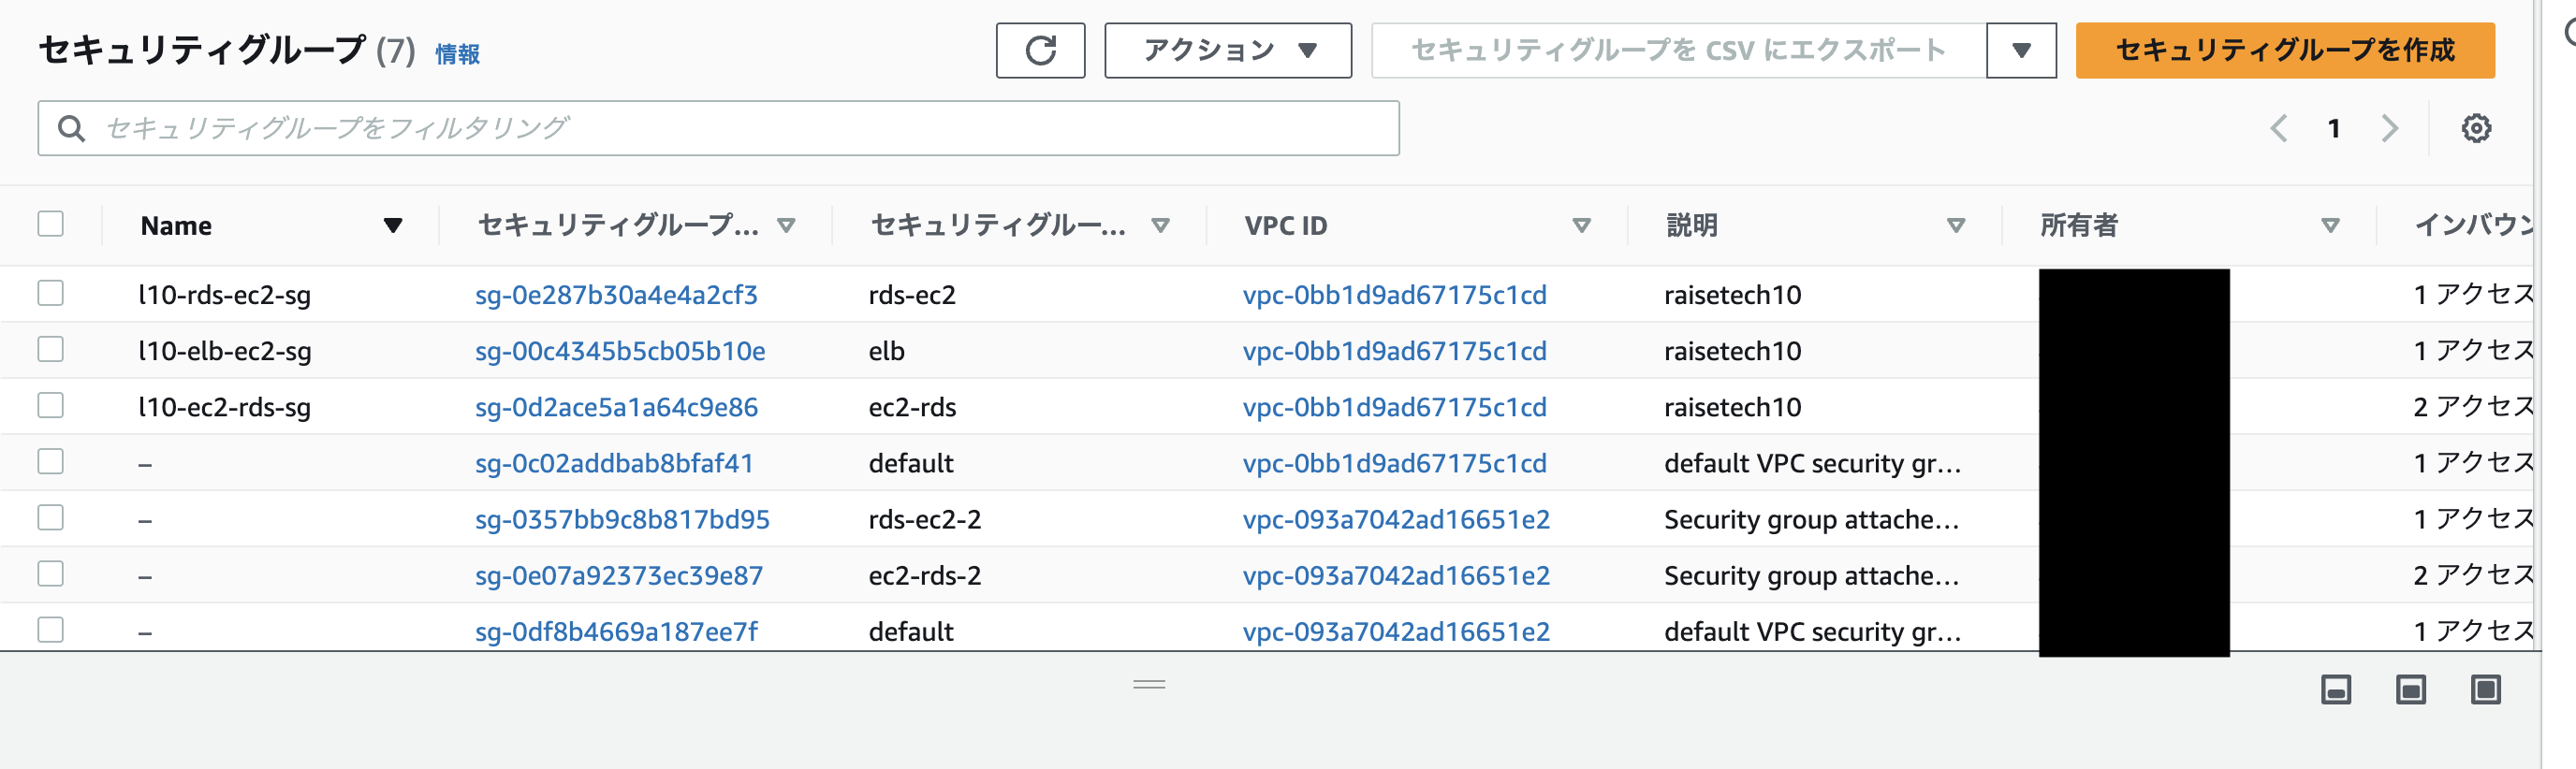 セキュリティグループ (7) 情報 アクション セキュリティグループを CSV にエクスポート セキュリティグループを作成
セキュリティグループをフィルタリング 1
Name セキュリティグループ... セキュリティグルー... VPC ID 説明 所有者 インバウン
l10-rds-ec2-sg sg-0e287b30a4e4a2cf3 rds-ec2 vpc-0bb1d9ad67175c1cd raisetech10 1 アクセス
l10-elb-ec2-sg sg-00c4345b5cb05b10e elb vpc-0bb1d9ad67175c1cd raisetech10 1 アクセス
l10-ec2-rds-sg sg-0d2ace5a1a64c9e86 ec2-rds vpc-0bb1d9ad67175c1cd raisetech10 2 アクセス
– sg-0c02addbab8bfaf41 default vpc-0bb1d9ad67175c1cd default VPC security gr... 1 アクセス
– sg-0357bb9c8b817bd95 rds-ec2-2 vpc-093a7042ad16651e2 Security group attache... 1 アクセス
– sg-0e07a92373ec39e87 ec2-rds-2 vpc-093a7042ad16651e2 Security group attache... 2 アクセス
– sg-0df8b4669a187ee7f default vpc-093a7042ad16651e2 default VPC security gr... 1 アクセス